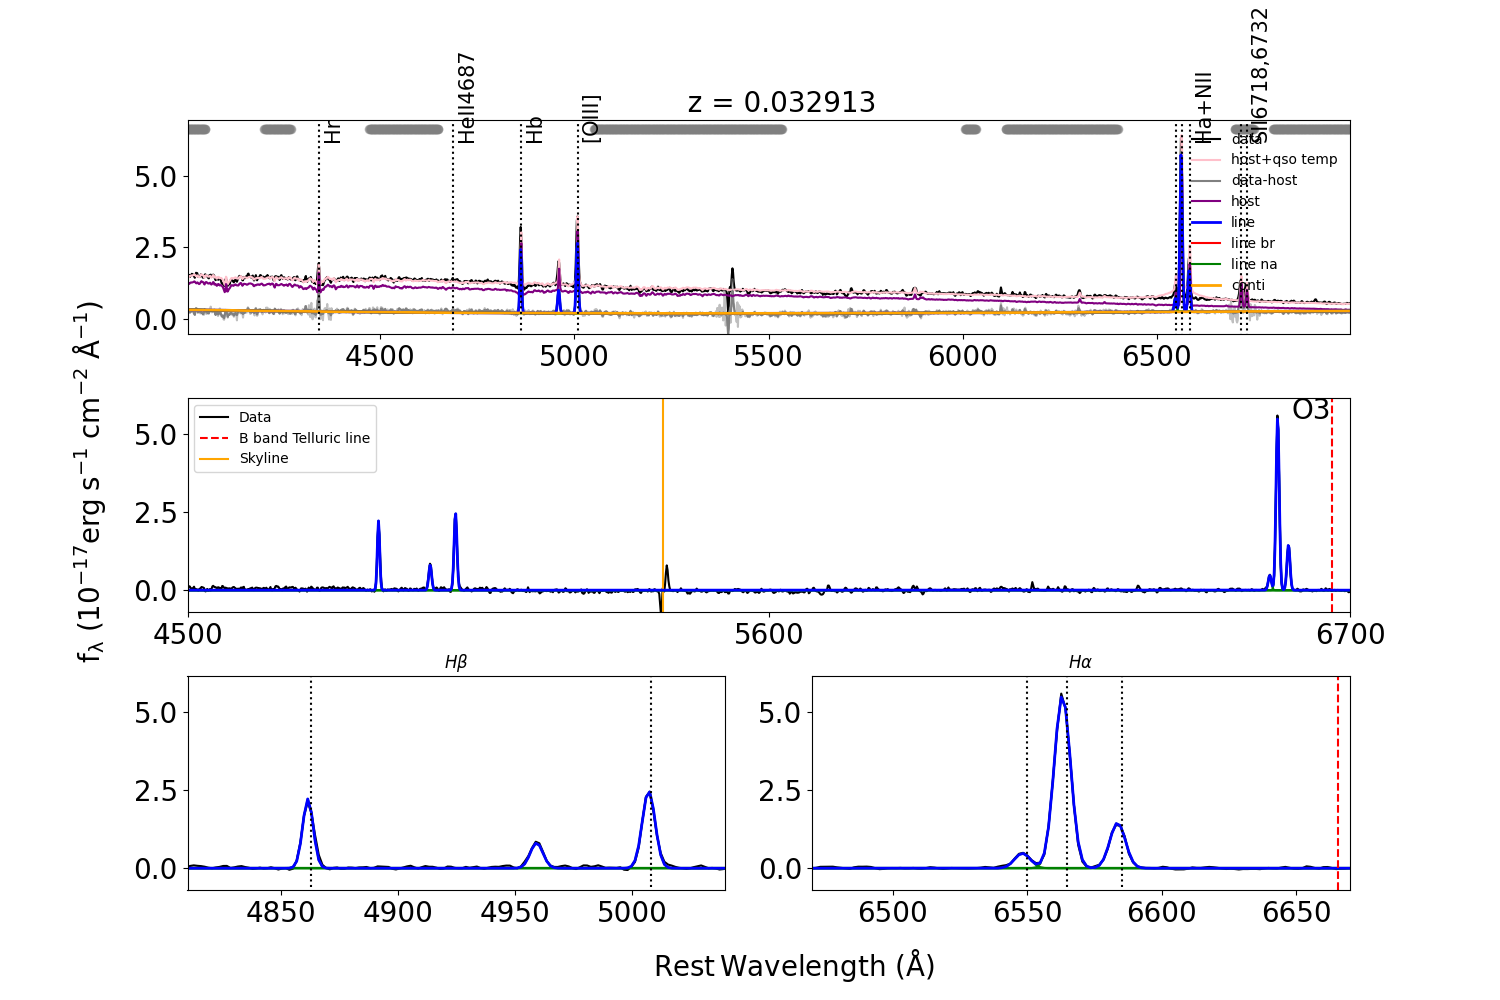 z = 0.032913
Hr
HeII4687
Hb
[OIII]
Ha+NII
SII6718,6732
data
host+qso temp
data-host
host
line
line br
line na
conti
5.0
2.5
0.0
4500 5000 5500 6000 6500
Data
B band Telluric line
Skyline
O3
5.0
2.5
0.0
4500 5600 6700
fλ (10−17erg s−1 cm−2 Å−1)
Hβ
5.0
2.5
0.0
4850 4900 4950 5000
Hα
5.0
2.5
0.0
6500 6550 6600 6650
Rest Wavelength (Å)